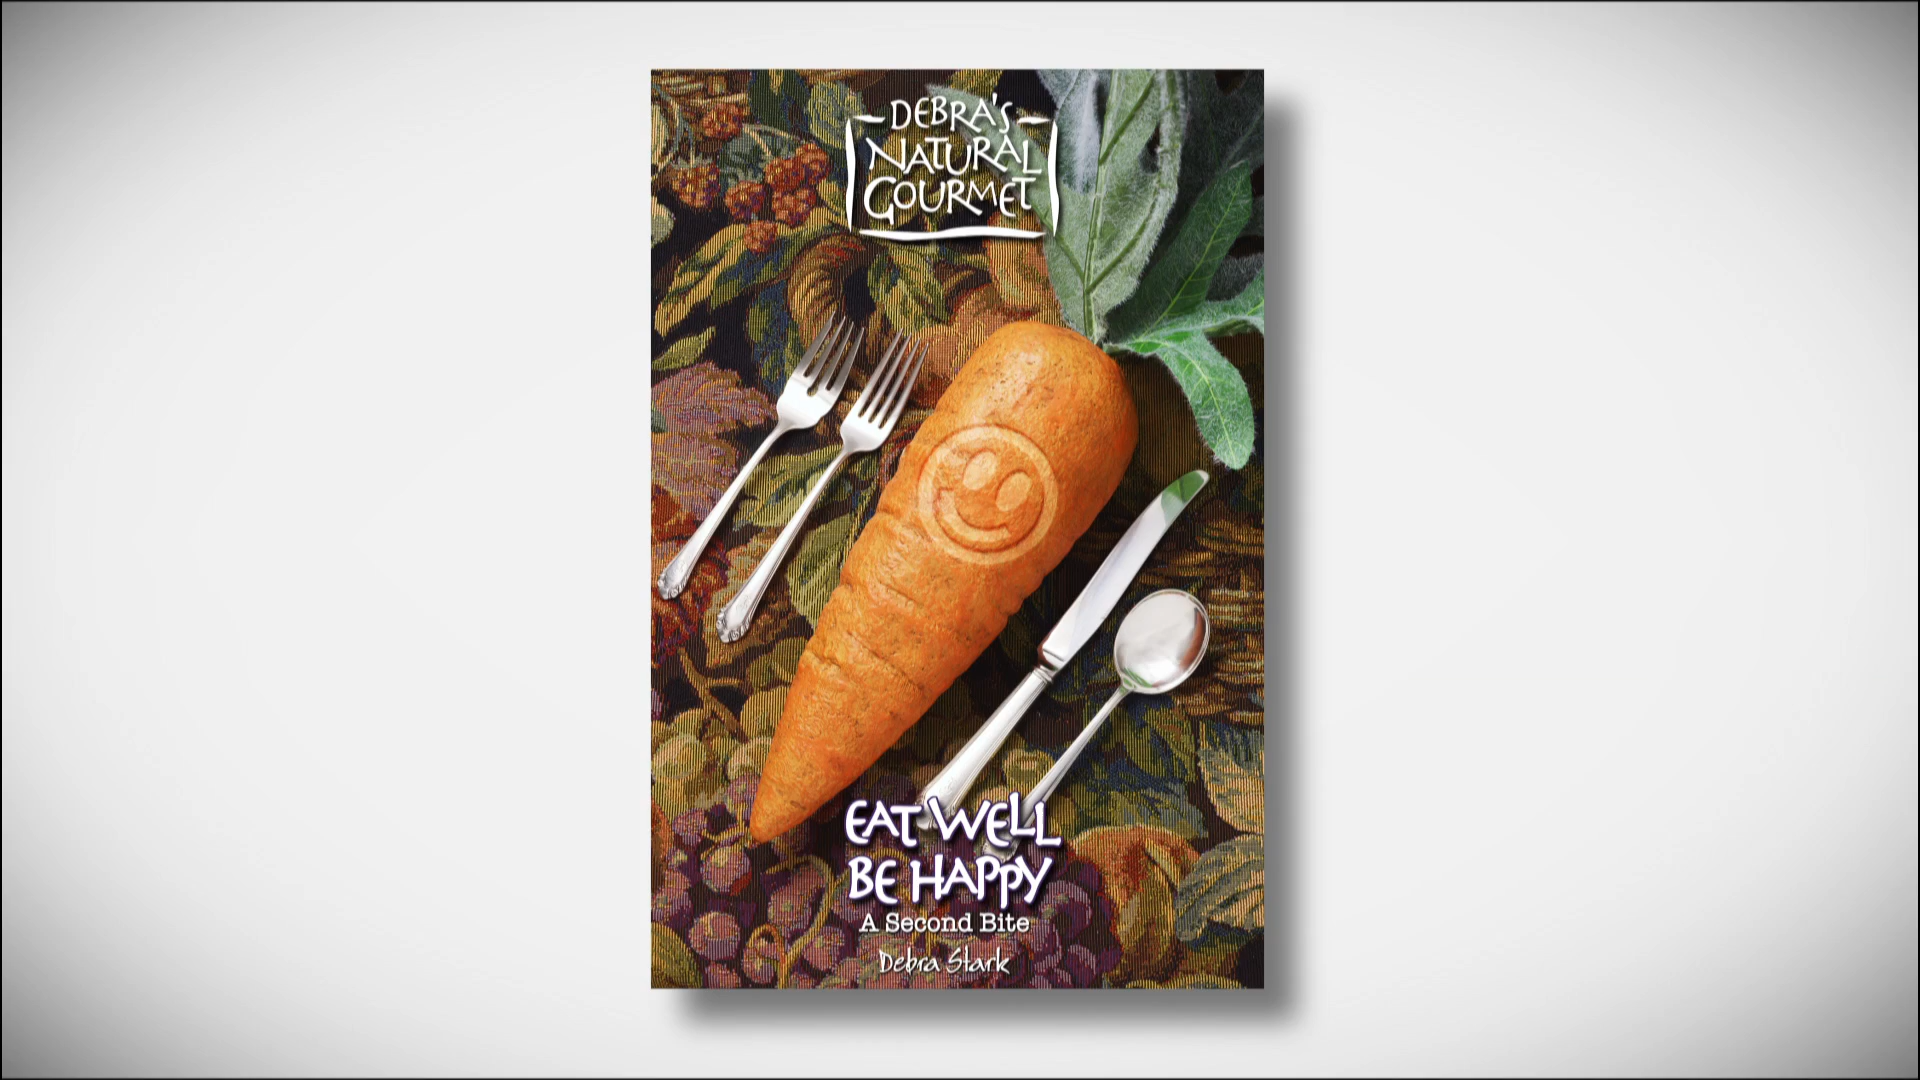 DEBRA'S
NATURAL
GOURMET
EAT WELL
BE HAPPY
A Second Bite
Debra Stark